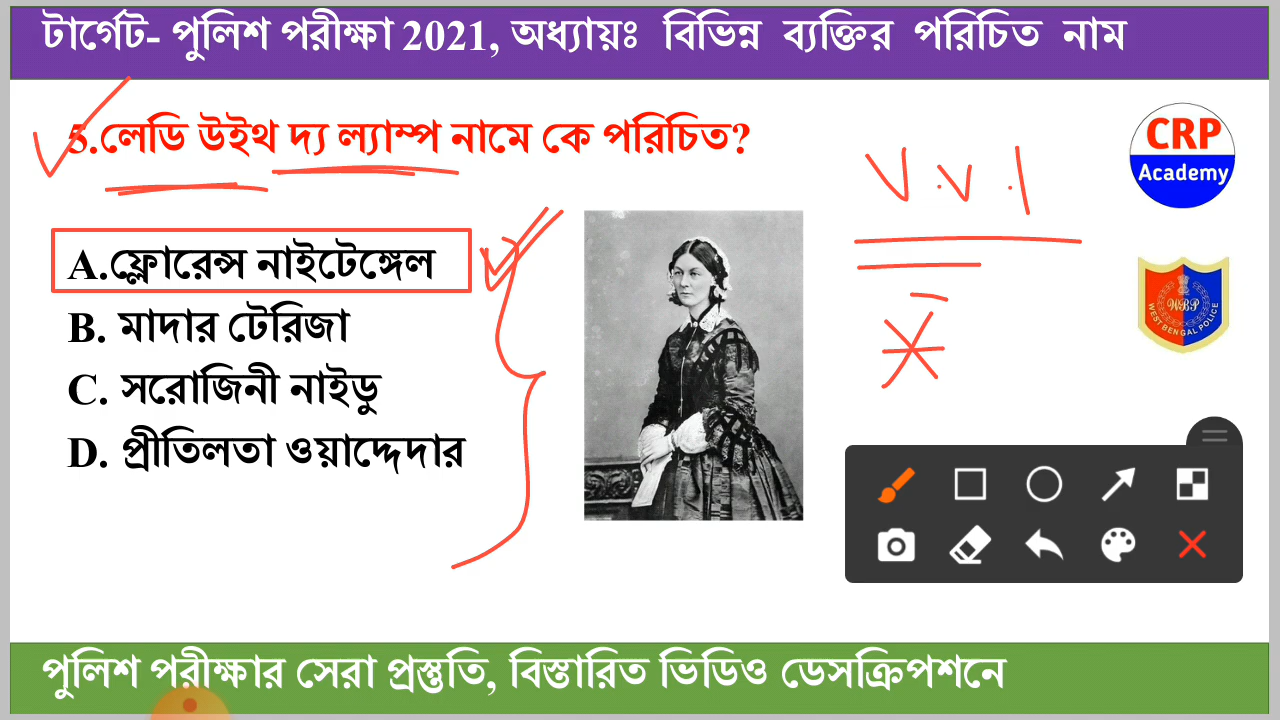 টার্গেট- পুলিশ পরীক্ষা 2021, অধ্যায়ঃ বিভিন্ন ব্যক্তির পরিচিত নাম
5.লেডি উইথ দ্য ল্যাম্প নামে কে পরিচিত?
CRP
Academy
V.V.I
A.ফ্লোরেন্স নাইটেঙ্গেল
B. মাদার টেরিজা
C. সরোজিনী নাইডু
D. প্রীতিলতা ওয়াদ্দেদার
WBP
WEST BENGAL POLICE
পুলিশ পরীক্ষার সেরা প্রস্তুতি, বিস্তারিত ভিডিও ডেসক্রিপশনে